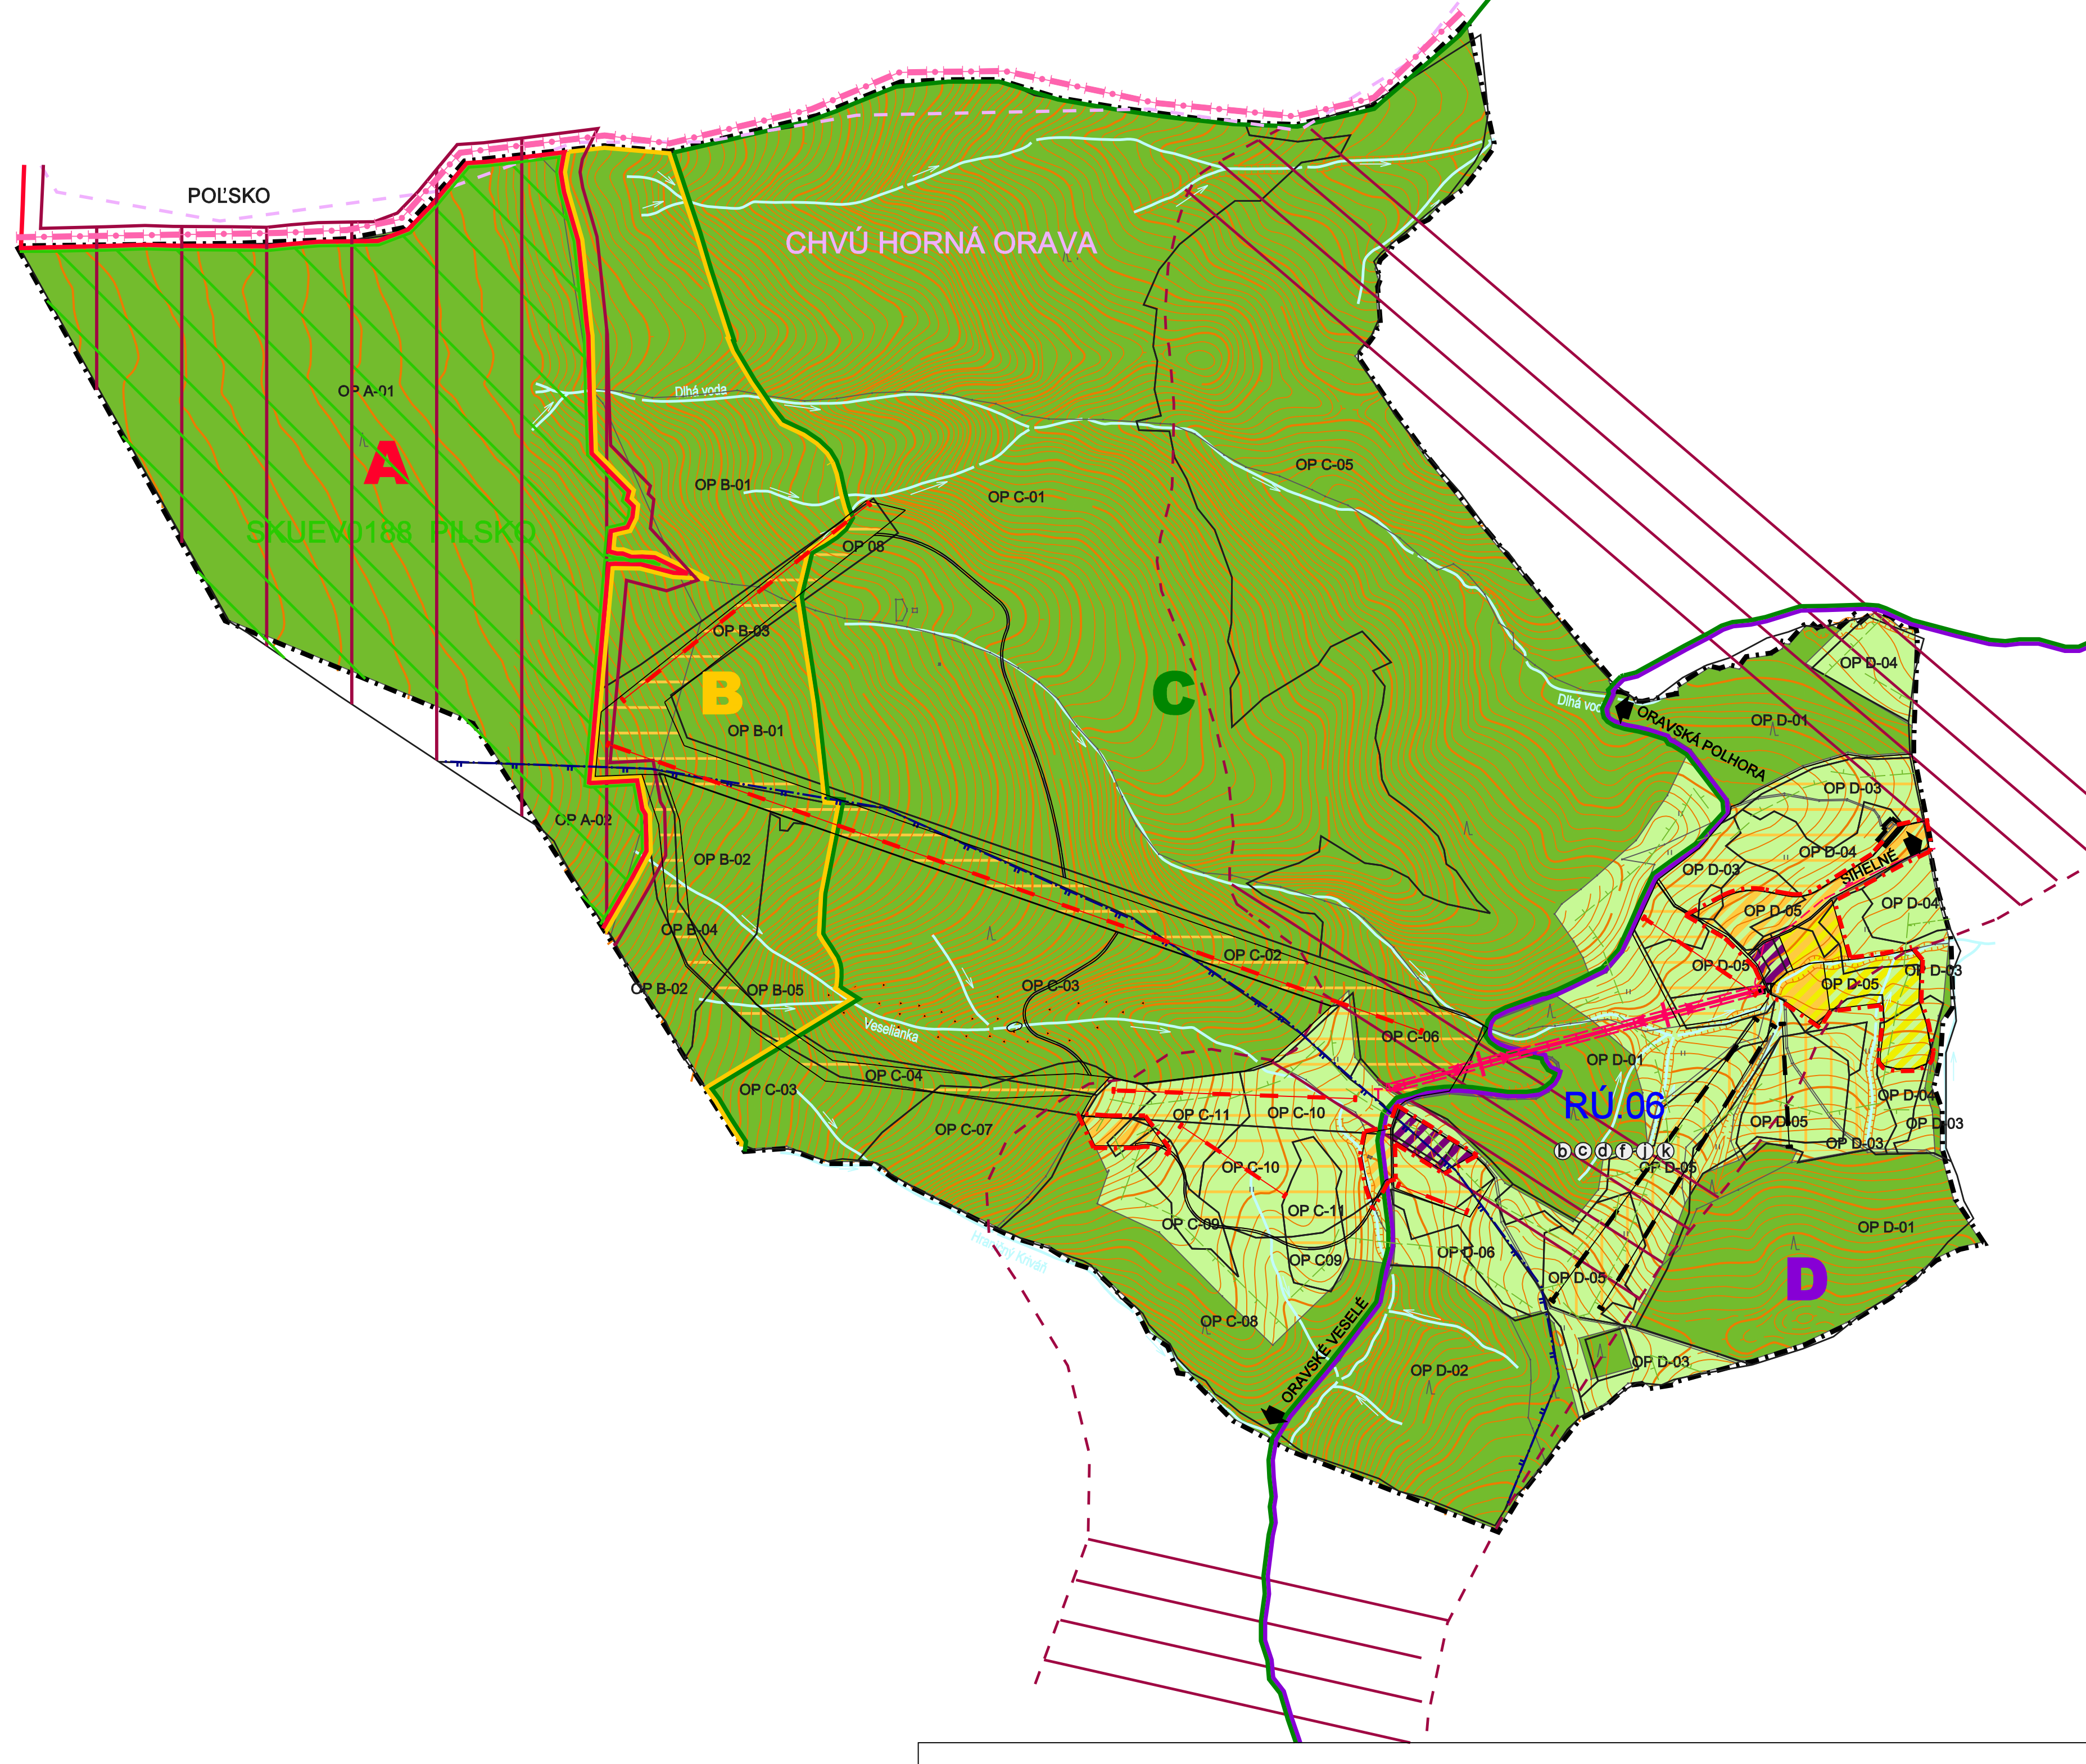 POĽSKO
CHVÚ HORNÁ ORAVA
OP A-01
Dlhá voda
A
OP B-01
OP C-05
OP C-01
SKUEV0188 PILSKO
OP 08
OP B-03
OP D-04
B
C
Dlhá vod
ORAVSKÁ POLHORA
OP D-01
OP B-01
OP D-03
OP A-02
OP B-02
OP D-04
OP D-03
SIHELNÉ
OP D-05
OP D-04
OP B-04
OP C-02
OP D-05
OP D-03
OP B-02
OP B-05
OP C-03
OP D-05
Veselianka
OP C-06
OP D-01
OP C-04
OP C-03
RÚ.06
OP D-04
OP C-11
OP C-10
OP D-05
OP D-03
OP C-07
OP D-03
b c d f j k
OP C-10
OP D-05
OP C-09
OP C-11
OP D-01
OP D-06
OP C09
Hraničný Kriváň
OP D-05
D
OP C-08
ORAVSKÉ VESELÉ
OP D-03
OP D-02